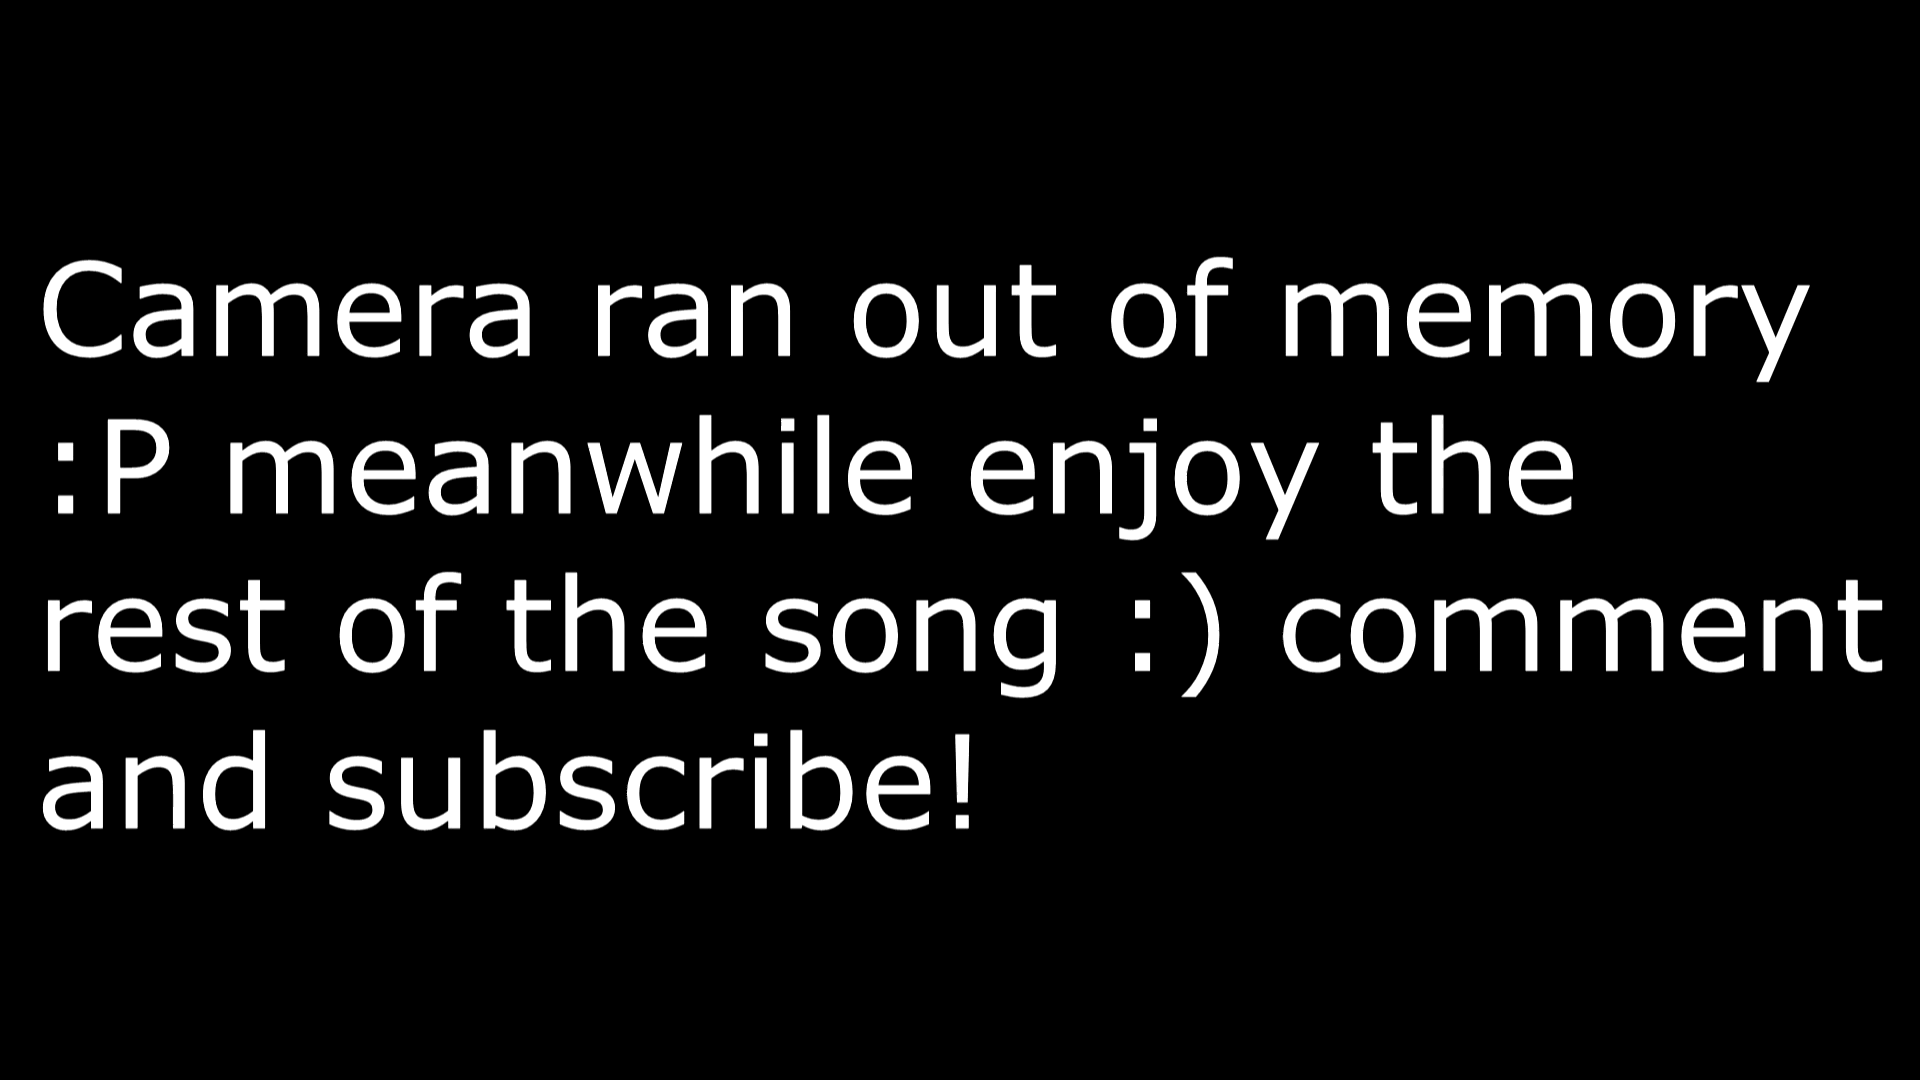 Camera ran out of memory
:P meanwhile enjoy the
rest of the song :) comment
and subscribe!